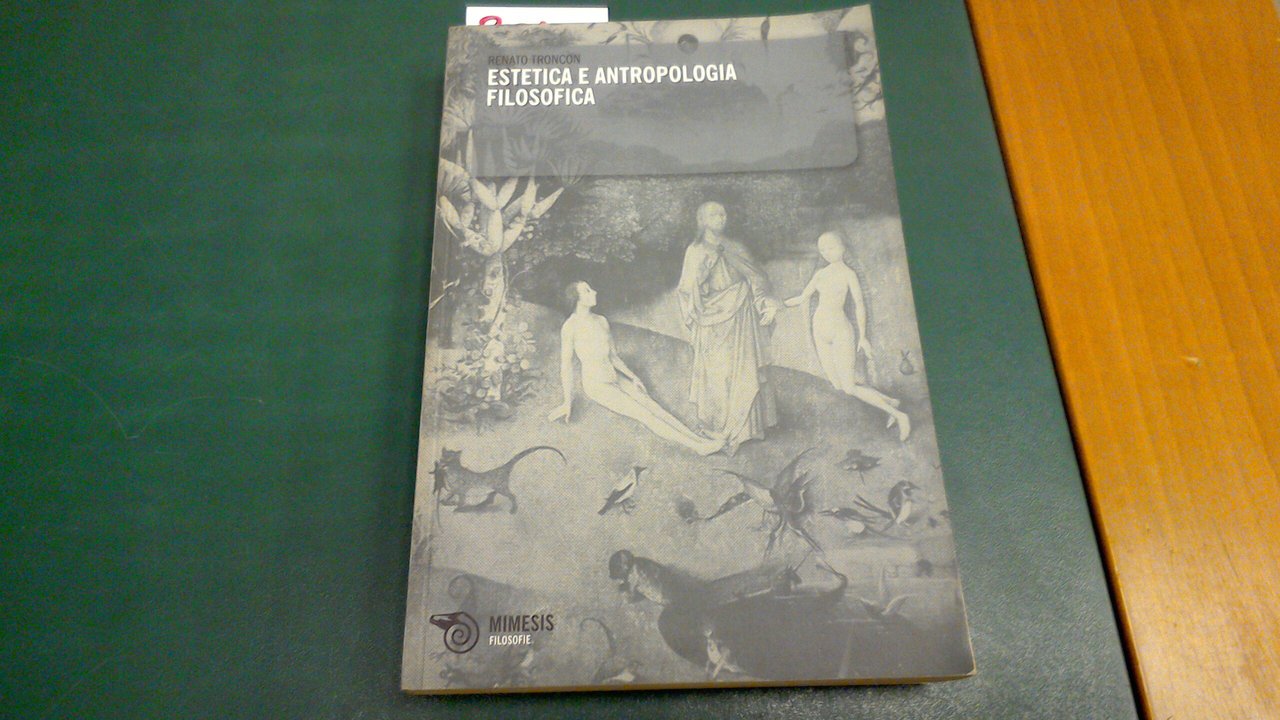 RENATO TRONCON
ESTETICA E ANTROPOLOGIA
FILOSOFICA
MIMESIS
FILOSOFIE